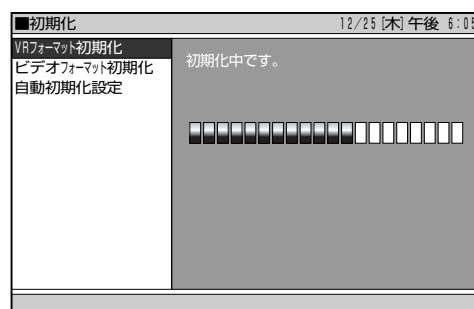 ■初期化
12/25[木]午後 6:05
VRフォーマット初期化
ビデオフォーマット初期化
自動初期化設定
初期化中です。